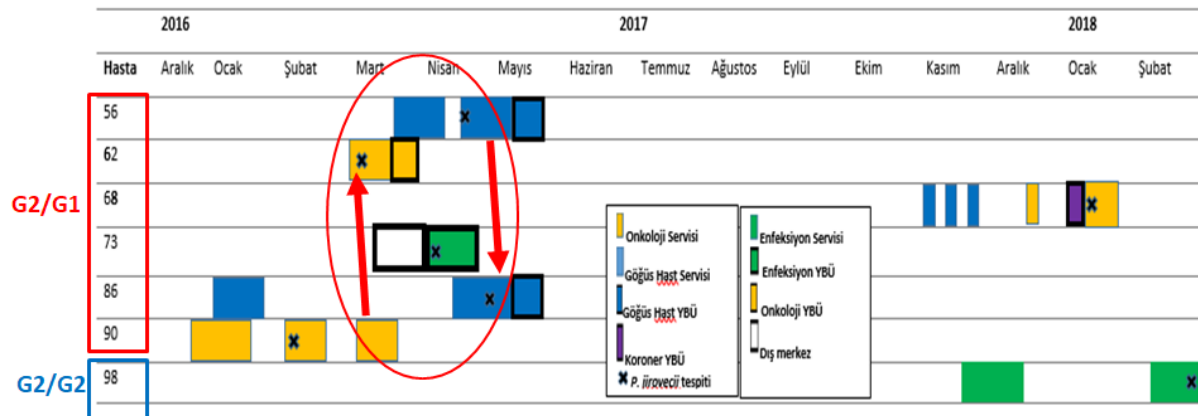 2016 2017 2018
Hasta Aralık Ocak Şubat Mart Nisan Mayıs Haziran Temmuz Ağustos Eylül Ekim Kasım Aralık Ocak Şubat
56
62
G2/G1
68
73
86
90
G2/G2
98
Onkoloji Servisi
Göğüs Hast Servisi
Göğüs Hast YBÜ
Koroner YBÜ
P. jirovecii tespiti
Enfeksiyon Servisi
Enfeksiyon YBÜ
Onkoloji YBÜ
Dış merkez